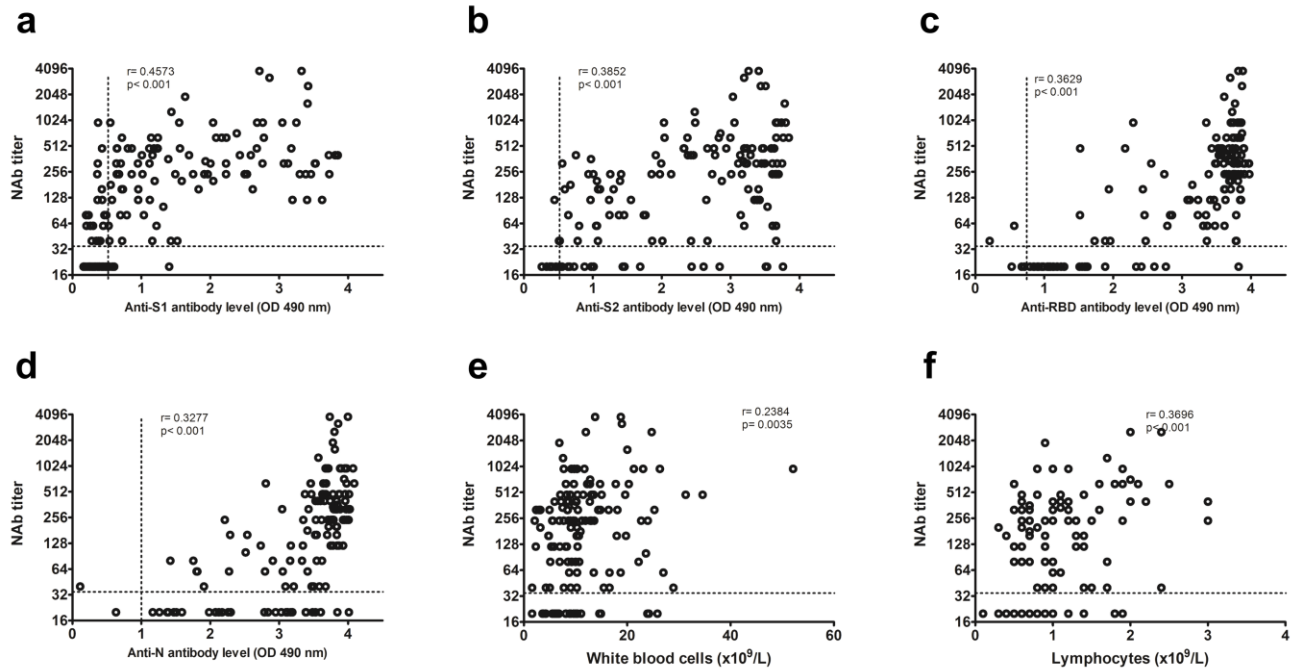 a
r= 0.4573
p< 0.001
NAb titer
4096
2048
1024
512
256
128
64
32
16
0
1
2
3
4
Anti-S1 antibody level (OD 490 nm)
b
r= 0.3852
p< 0.001
NAb titer
4096
2048
1024
512
256
128
64
32
16
0
1
2
3
4
Anti-S2 antibody level (OD 490 nm)
c
r= 0.3629
p< 0.001
NAb titer
4096
2048
1024
512
256
128
64
32
16
0
1
2
3
4
Anti-RBD antibody level (OD 490 nm)
d
r= 0.3277
p< 0.001
NAb titer
4096
2048
1024
512
256
128
64
32
16
0
1
2
3
4
Anti-N antibody level (OD 490 nm)
e
r= 0.2384
p= 0.0035
NAb titer
4096
2048
1024
512
256
128
64
32
16
0
20
40
60
White blood cells (x10⁹/L)
f
r= 0.3696
p< 0.001
NAb titer
4096
2048
1024
512
256
128
64
32
16
0
1
2
3
4
Lymphocytes (x10⁹/L)